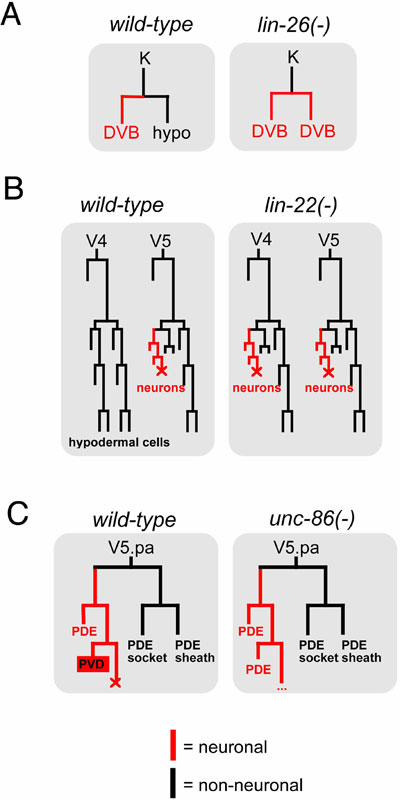 A
wild-type lin-26(-)
K K
DVB hypo DVB DVB
B
wild-type lin-22(-)
V4 V5 V4 V5
neurons neurons neurons
hypodermal cells
C
wild-type unc-86(-)
V5.pa V5.pa
PDE PDE
PDE PDE PDE PDE
socket sheath socket sheath
PVD PDE
...
= neuronal
= non-neuronal